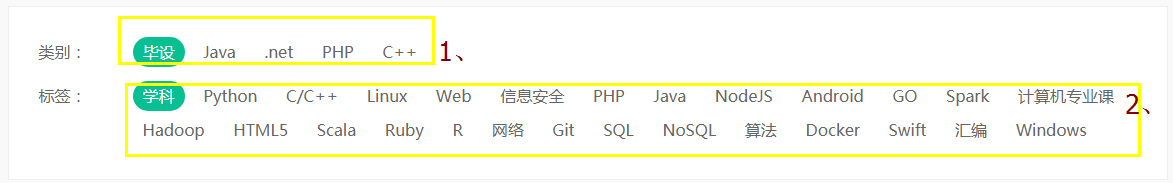 类别： 毕设 Java .net PHP C++ 1、
标签： 学科 Python C/C++ Linux Web 信息安全 PHP Java NodeJS Android GO Spark 计算机专业课 2、
Hadoop HTML5 Scala Ruby R 网络 Git SQL NoSQL 算法 Docker Swift 汇编 Windows